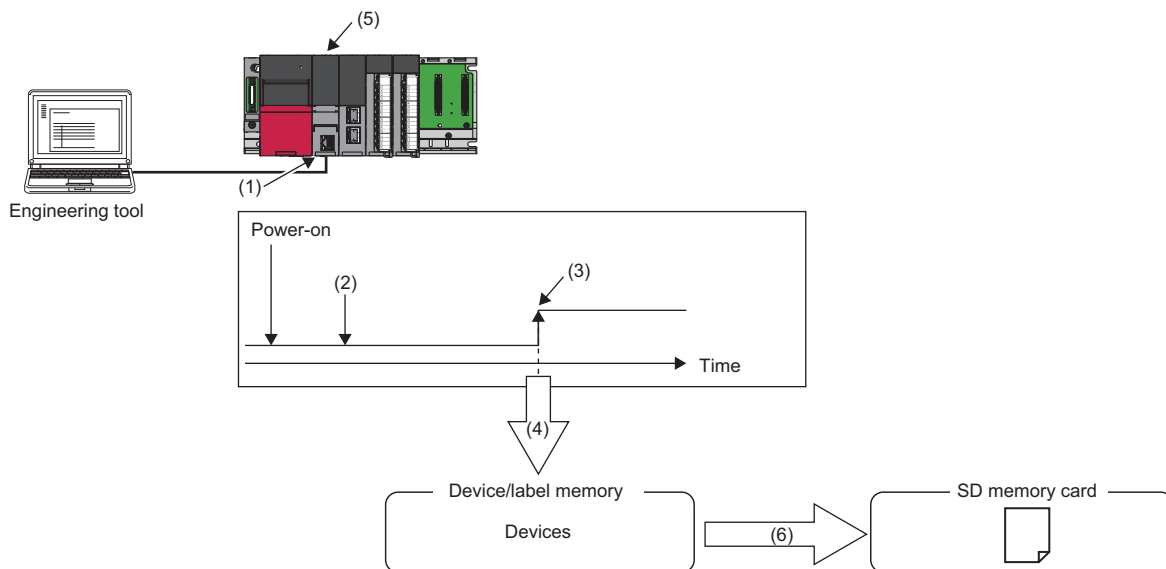 (5)
(1)
Engineering tool
Power-on
(2)
(3)
Time
(4)
Device/label memory
Devices
(6)
SD memory card